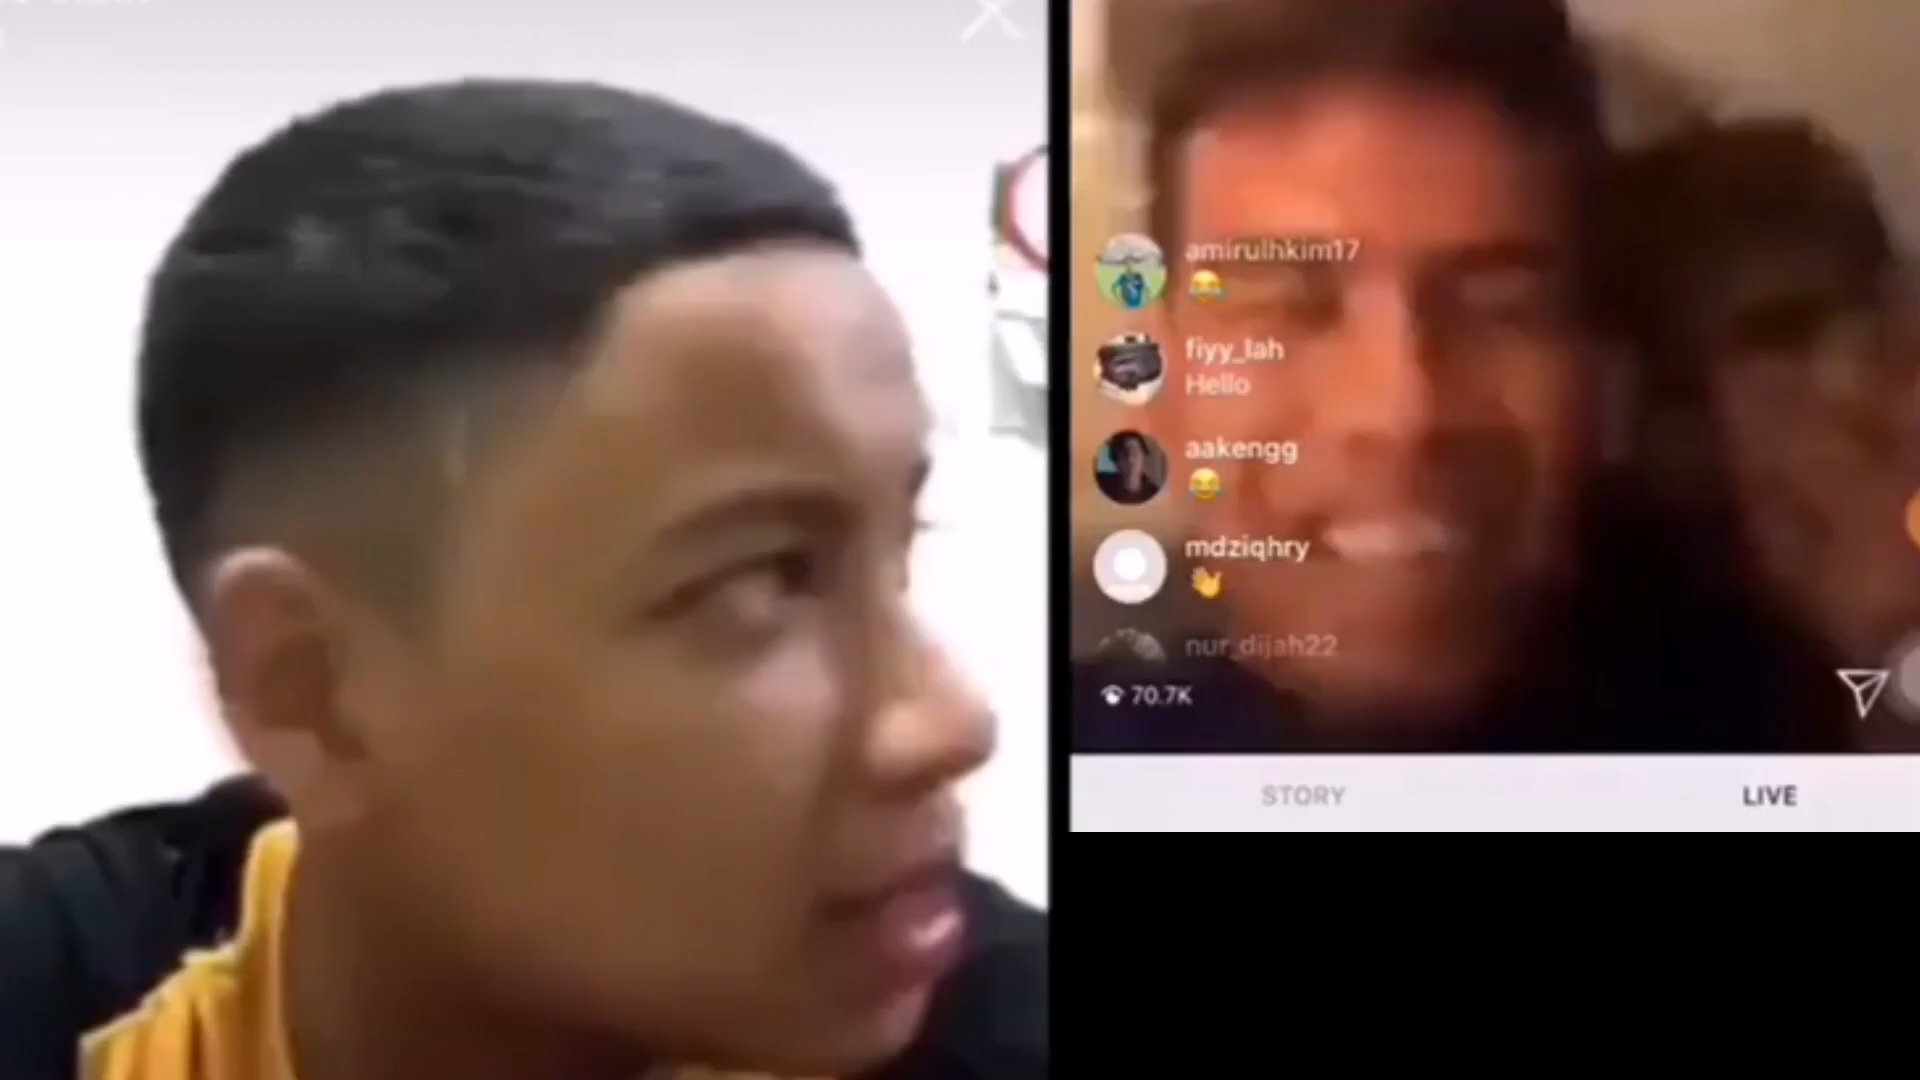 amirulhkim17
😂
fiyy_lah
Hello
aakengg
😂
mdziqhry
👋
nur_dijah22
70.7K
STORY
LIVE